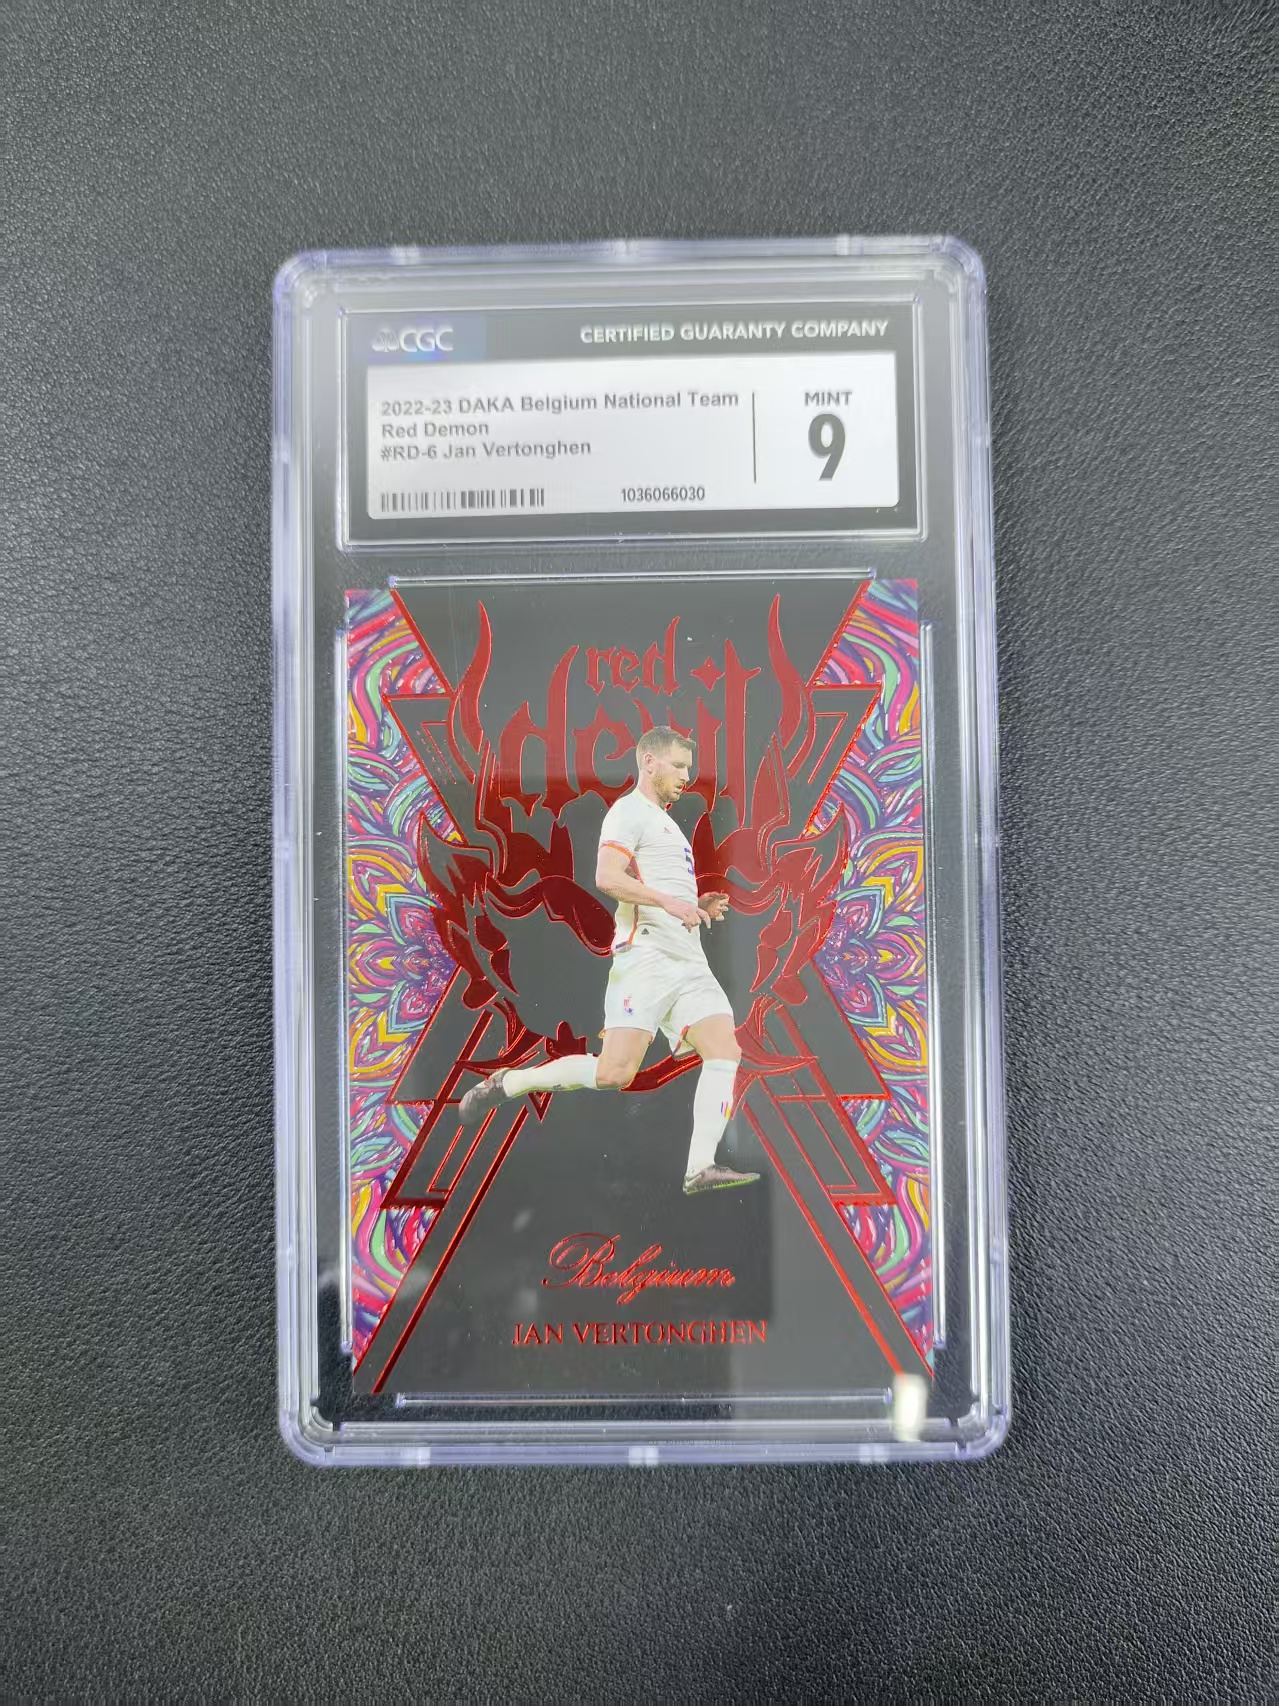 CGC
CERTIFIED GUARANTY COMPANY
2022-23 DAKA Belgium National Team
Red Demon
#RD-6 Jan Vertonghen
1036066030
MINT
9
red
devil
Belgium
JAN VERTONGHEN